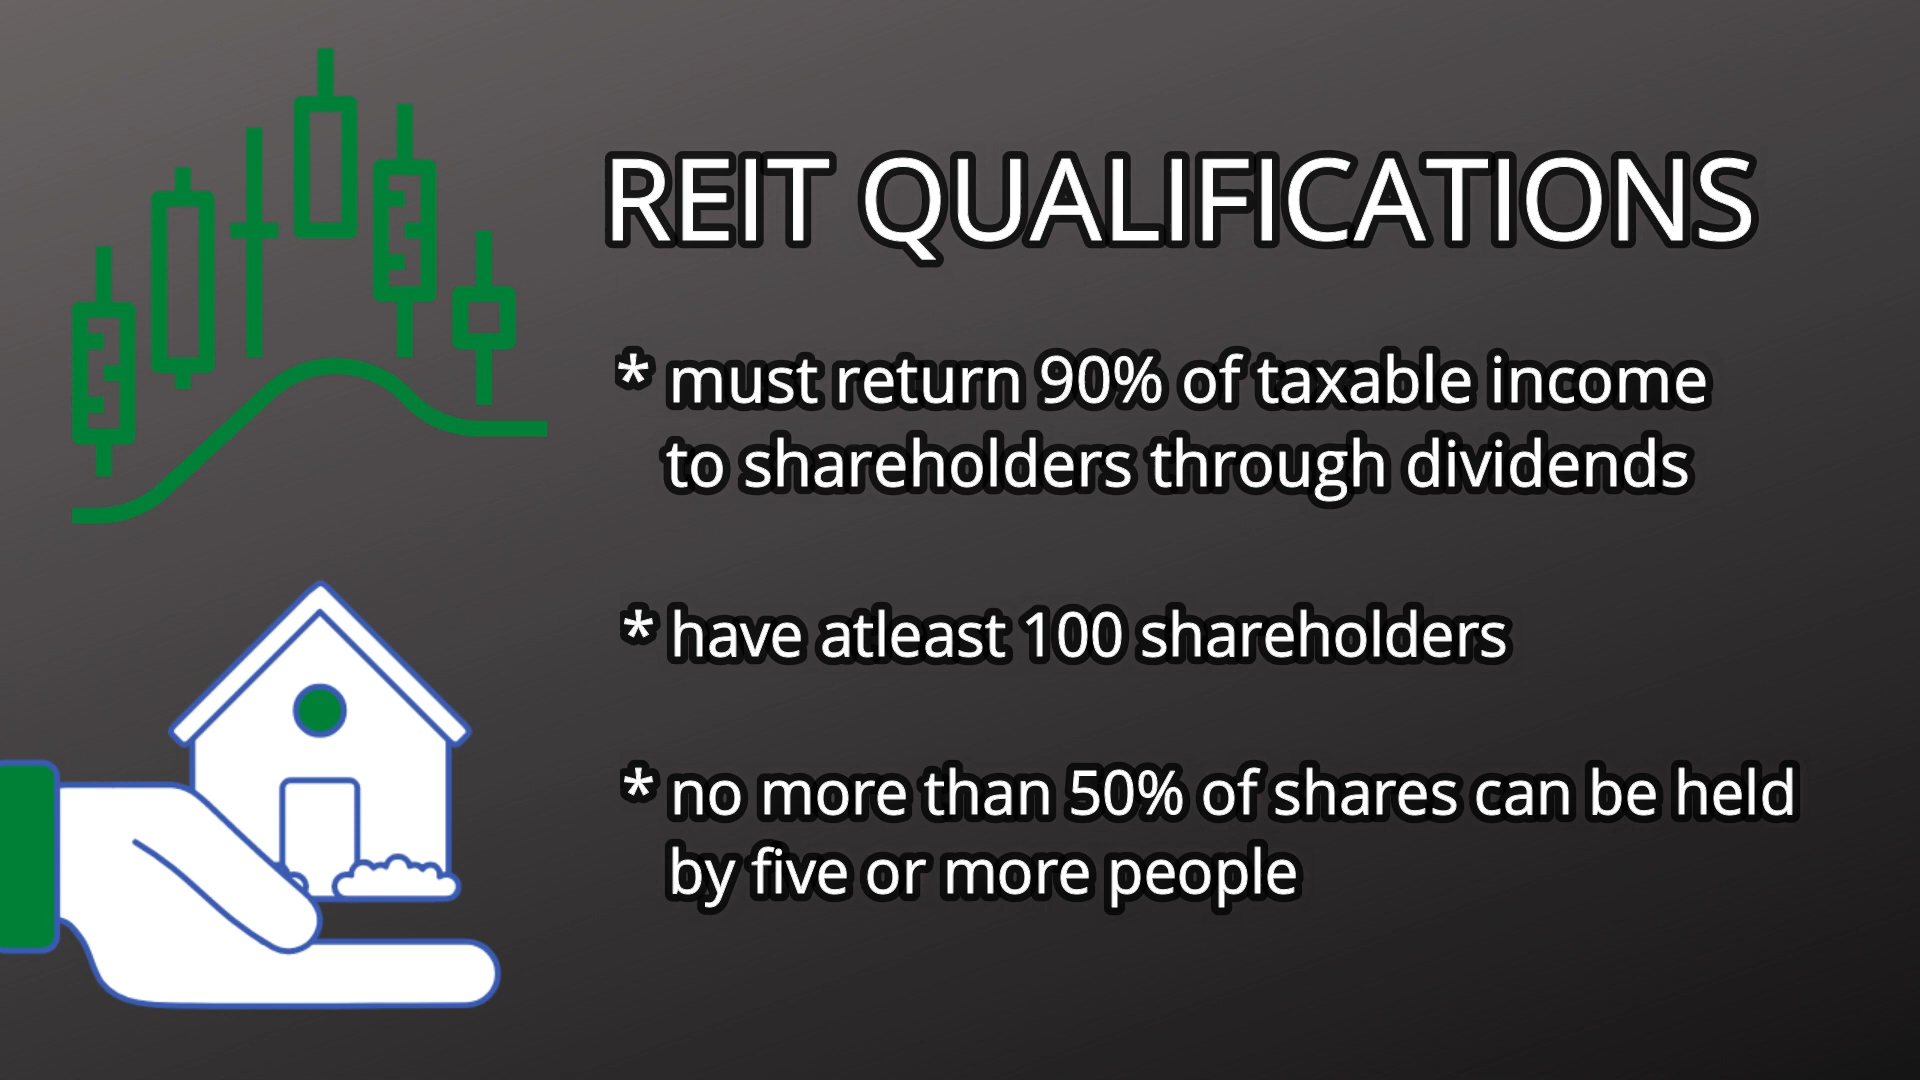 REIT QUALIFICATIONS
* must return 90% of taxable income
to shareholders through dividends
* have atleast 100 shareholders
* no more than 50% of shares can be held
by five or more people